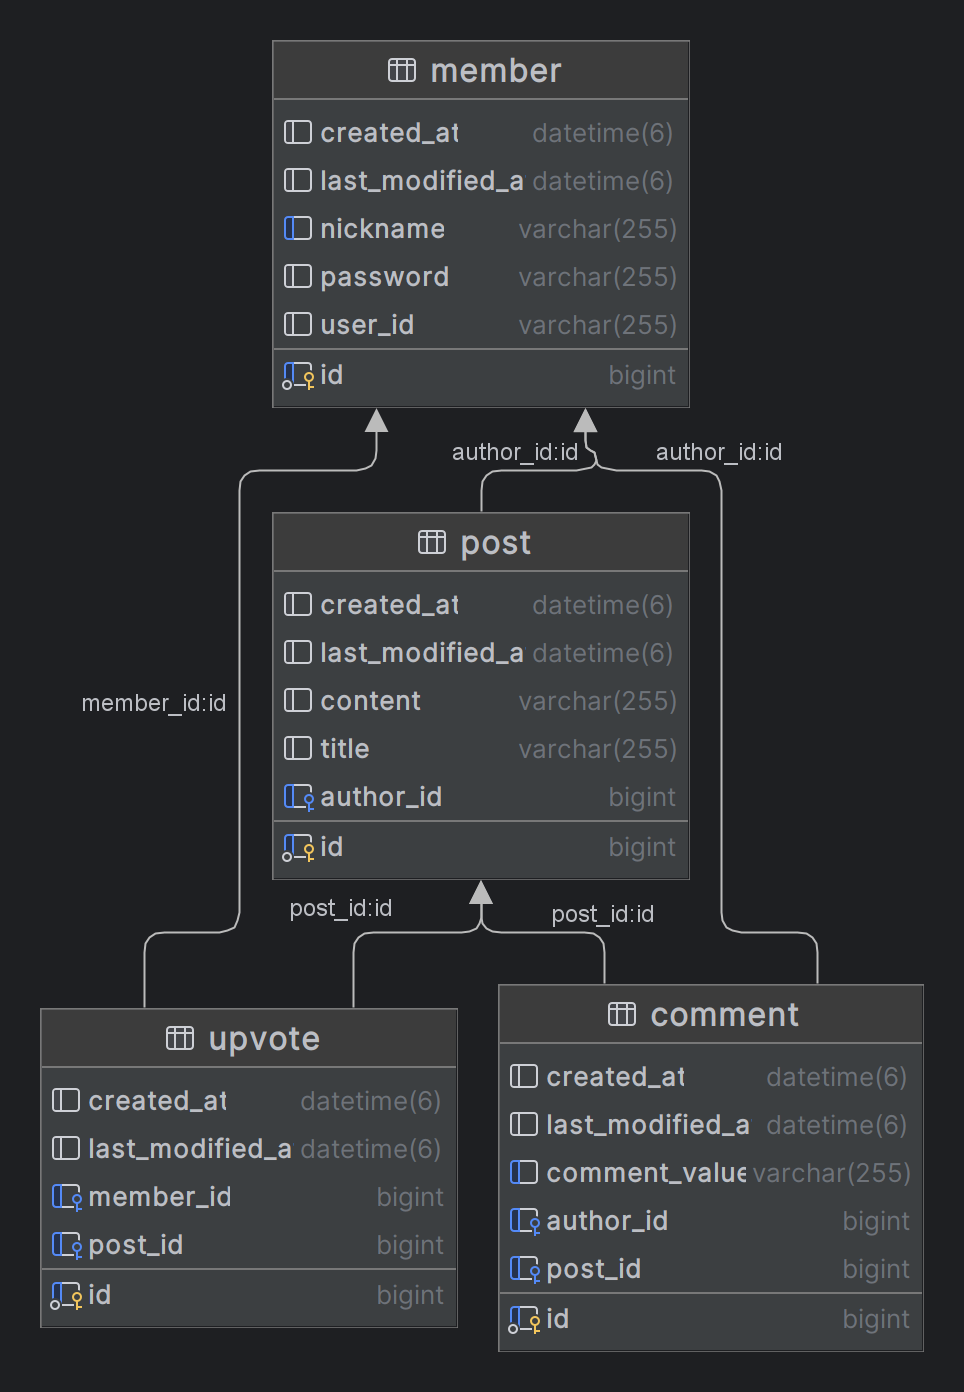 member
created_at datetime(6)
last_modified_a datetime(6)
nickname varchar(255)
password varchar(255)
user_id varchar(255)
id bigint
author_id:id author_id:id
post
created_at datetime(6)
last_modified_a datetime(6)
content varchar(255)
title varchar(255)
author_id bigint
id bigint
member_id:id
post_id:id post_id:id
upvote
created_at datetime(6)
last_modified_a datetime(6)
member_id bigint
post_id bigint
id bigint
comment
created_at datetime(6)
last_modified_a datetime(6)
comment_value varchar(255)
author_id bigint
post_id bigint
id bigint